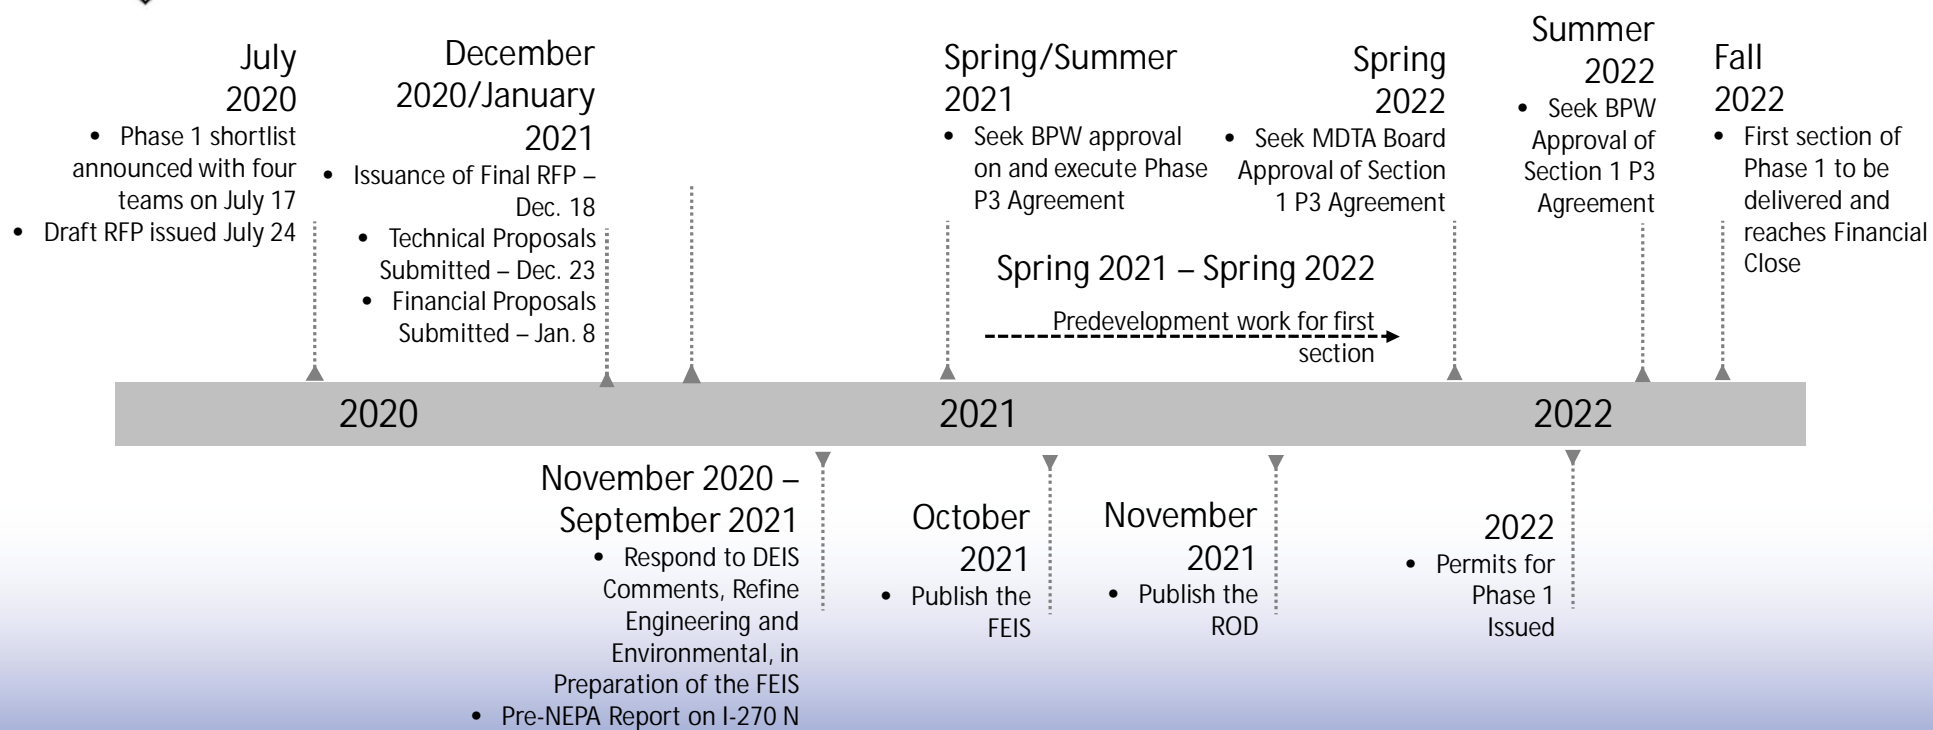 July
2020
• Phase 1 shortlist
announced with four
teams on July 17
• Draft RFP issued July 24
December
2020/January
2021
• Issuance of Final RFP –
Dec. 18
• Technical Proposals
Submitted – Dec. 23
• Financial Proposals
Submitted – Jan. 8
Spring/Summer
2021
• Seek BPW approval
on and execute Phase
P3 Agreement
Spring 2021 – Spring 2022
Predevelopment work for first
section
Spring
2022
• Seek MDTA Board
Approval of Section
1 P3 Agreement
Summer
2022
• Seek BPW
Approval of
Section 1 P3
Agreement
Fall
2022
• First section of
Phase 1 to be
delivered and
reaches Financial
Close
2020
2021
2022
November 2020 –
September 2021
• Respond to DEIS
Comments, Refine
Engineering and
Environmental, in
Preparation of the FEIS
• Pre-NEPA Report on I-270 N
October
2021
• Publish the
FEIS
November
2021
• Publish the
ROD
2022
• Permits for
Phase 1
Issued